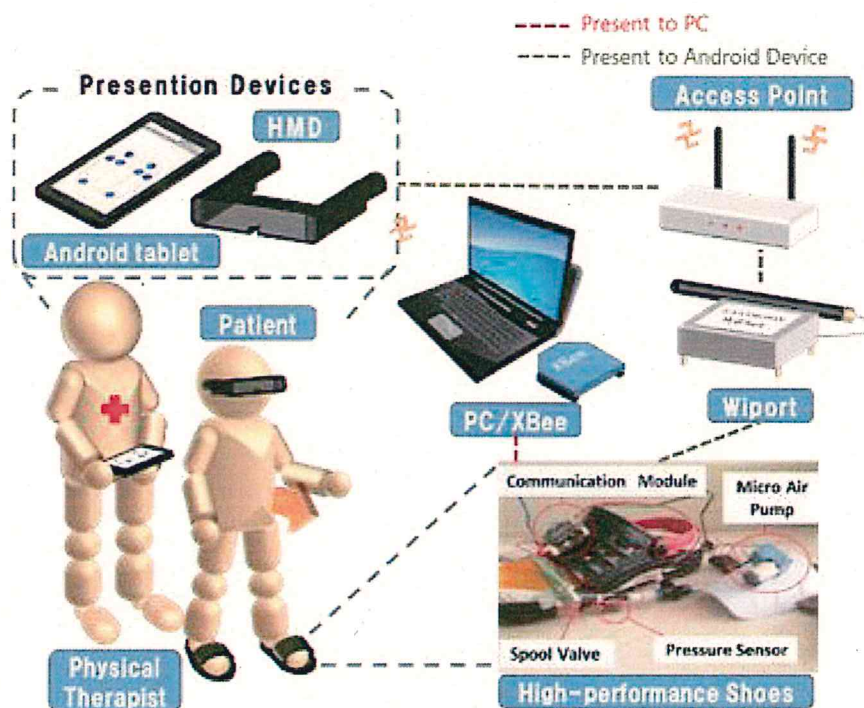 Present to PC
Present to Android Device
Presention Devices
Access Point
HMD
Android tablet
Patient
XBee
PC/XBee
Wiport
Communication Module
Micro Air
Pump
Spool Valve
Pressure Sensor
Physical
Therapist
High-performance Shoes